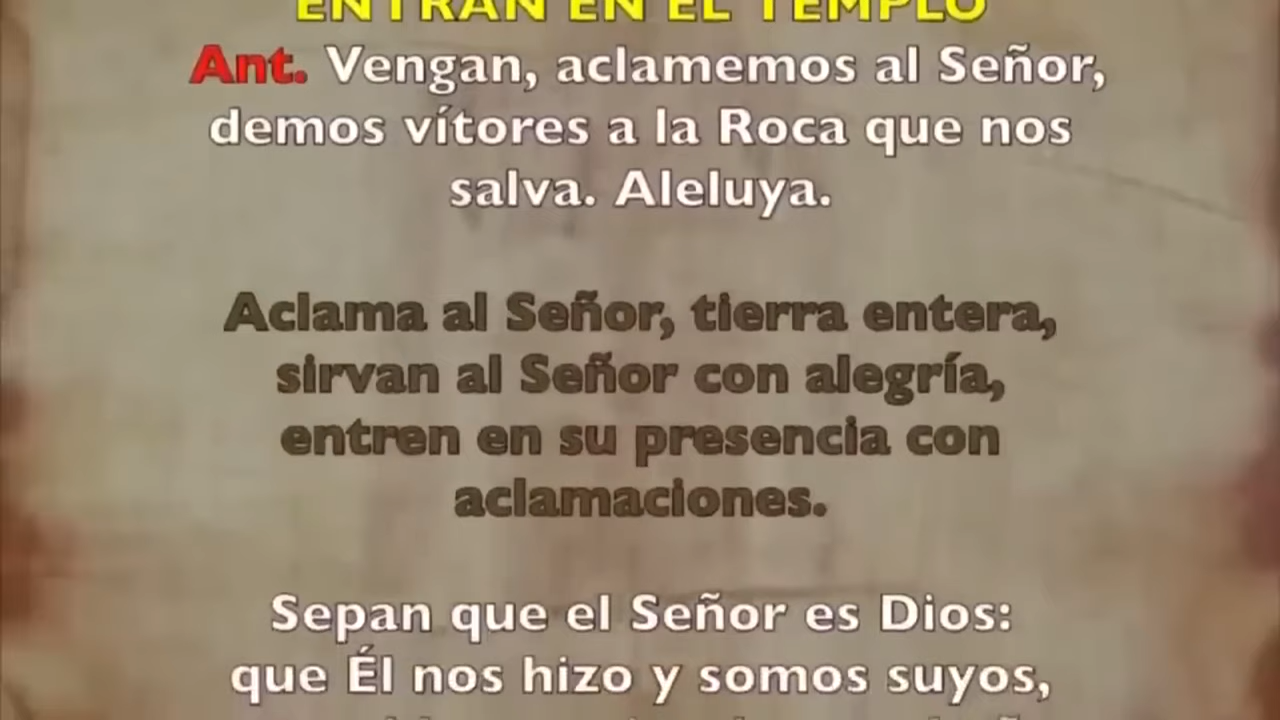 ENTRAN EN EL TEMPLO
Ant. Vengan, aclamemos al Señor,
demos vítores a la Roca que nos
salva. Aleluya.
Aclama al Señor, tierra entera,
sirvan al Señor con alegría,
entren en su presencia con
aclamaciones.
Sepan que el Señor es Dios:
que Él nos hizo y somos suyos,